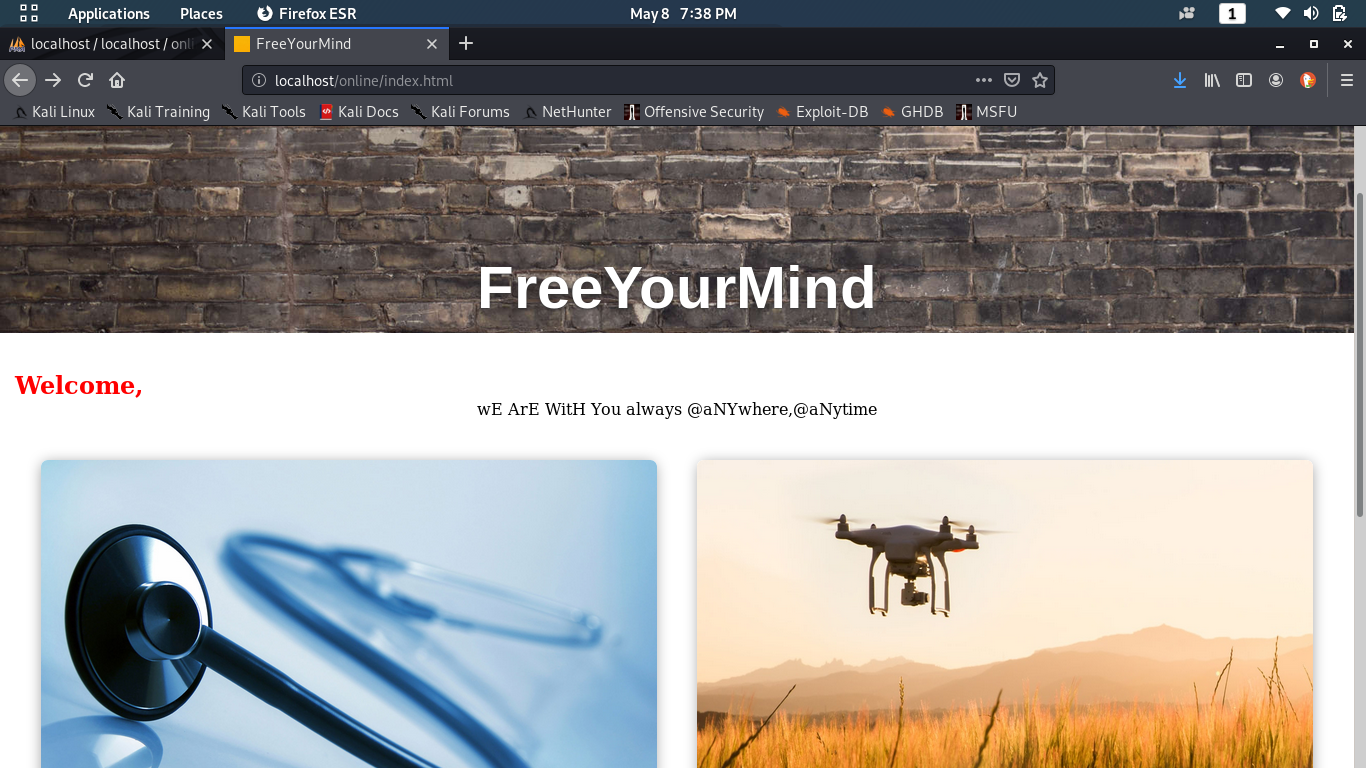 Applications Places Firefox ESR May 8 7:38 PM 1
localhost / localhost / onl FreeYourMind
localhost/online/index.html
Kali Linux Kali Training Kali Tools Kali Docs Kali Forums NetHunter Offensive Security Exploit-DB GHDB MSFU
FreeYourMind
Welcome,
wE ArE WitH You always @aNYwhere,@aNytime